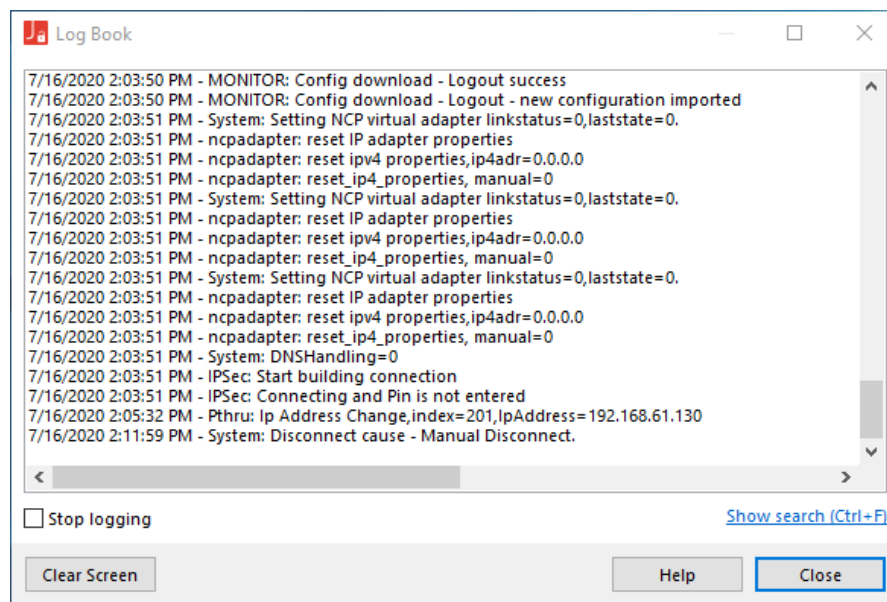 Log Book
7/16/2020 2:03:50 PM - MONITOR: Config download - Logout success
7/16/2020 2:03:50 PM - MONITOR: Config download - Logout - new configuration imported
7/16/2020 2:03:51 PM - System: Setting NCP virtual adapter linkstatus=0,laststate=0.
7/16/2020 2:03:51 PM - ncpadapter: reset IP adapter properties
7/16/2020 2:03:51 PM - ncpadapter: reset ipv4 properties,ip4adr=0.0.0.0
7/16/2020 2:03:51 PM - ncpadapter: reset_ip4_properties, manual=0
7/16/2020 2:03:51 PM - System: Setting NCP virtual adapter linkstatus=0,laststate=0.
7/16/2020 2:03:51 PM - ncpadapter: reset IP adapter properties
7/16/2020 2:03:51 PM - ncpadapter: reset ipv4 properties,ip4adr=0.0.0.0
7/16/2020 2:03:51 PM - ncpadapter: reset_ip4_properties, manual=0
7/16/2020 2:03:51 PM - System: Setting NCP virtual adapter linkstatus=0,laststate=0.
7/16/2020 2:03:51 PM - ncpadapter: reset IP adapter properties
7/16/2020 2:03:51 PM - ncpadapter: reset ipv4 properties,ip4adr=0.0.0.0
7/16/2020 2:03:51 PM - ncpadapter: reset_ip4_properties, manual=0
7/16/2020 2:03:51 PM - System: DNSHandling=0
7/16/2020 2:03:51 PM - IPSec: Start building connection
7/16/2020 2:03:51 PM - IPSec: Connecting and Pin is not entered
7/16/2020 2:05:32 PM - Pthru: Ip Address Change,index=201,IpAddress=192.168.61.130
7/16/2020 2:11:59 PM - System: Disconnect cause - Manual Disconnect.
Stop logging
Show search (Ctrl+F)
Clear Screen
Help
Close